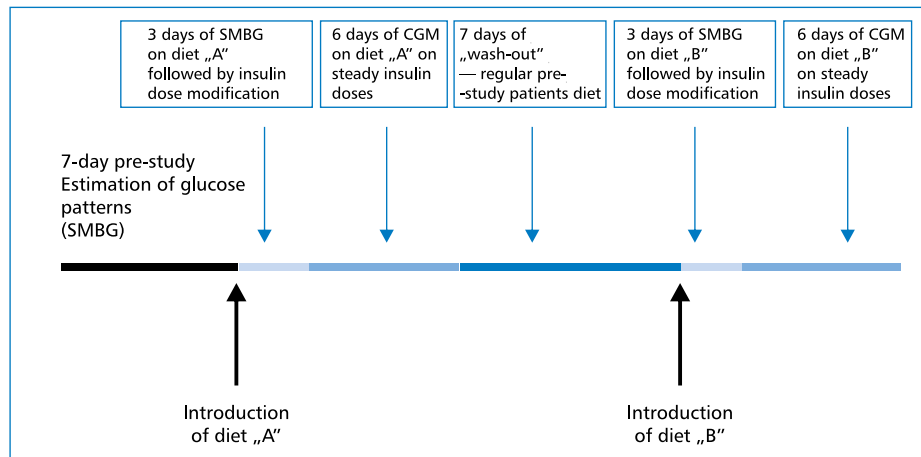 3 days of SMBG
on diet „A”
followed by insulin
dose modification
6 days of CGM
on diet „A” on
steady insulin
doses
7 days of
„wash-out”
— regular pre-
-study patients diet
3 days of SMBG
on diet „B”
followed by insulin
dose modification
6 days of CGM
on diet „B”
on steady
insulin doses
7-day pre-study
Estimation of glucose
patterns
(SMBG)
Introduction
of diet „A”
Introduction
of diet „B”